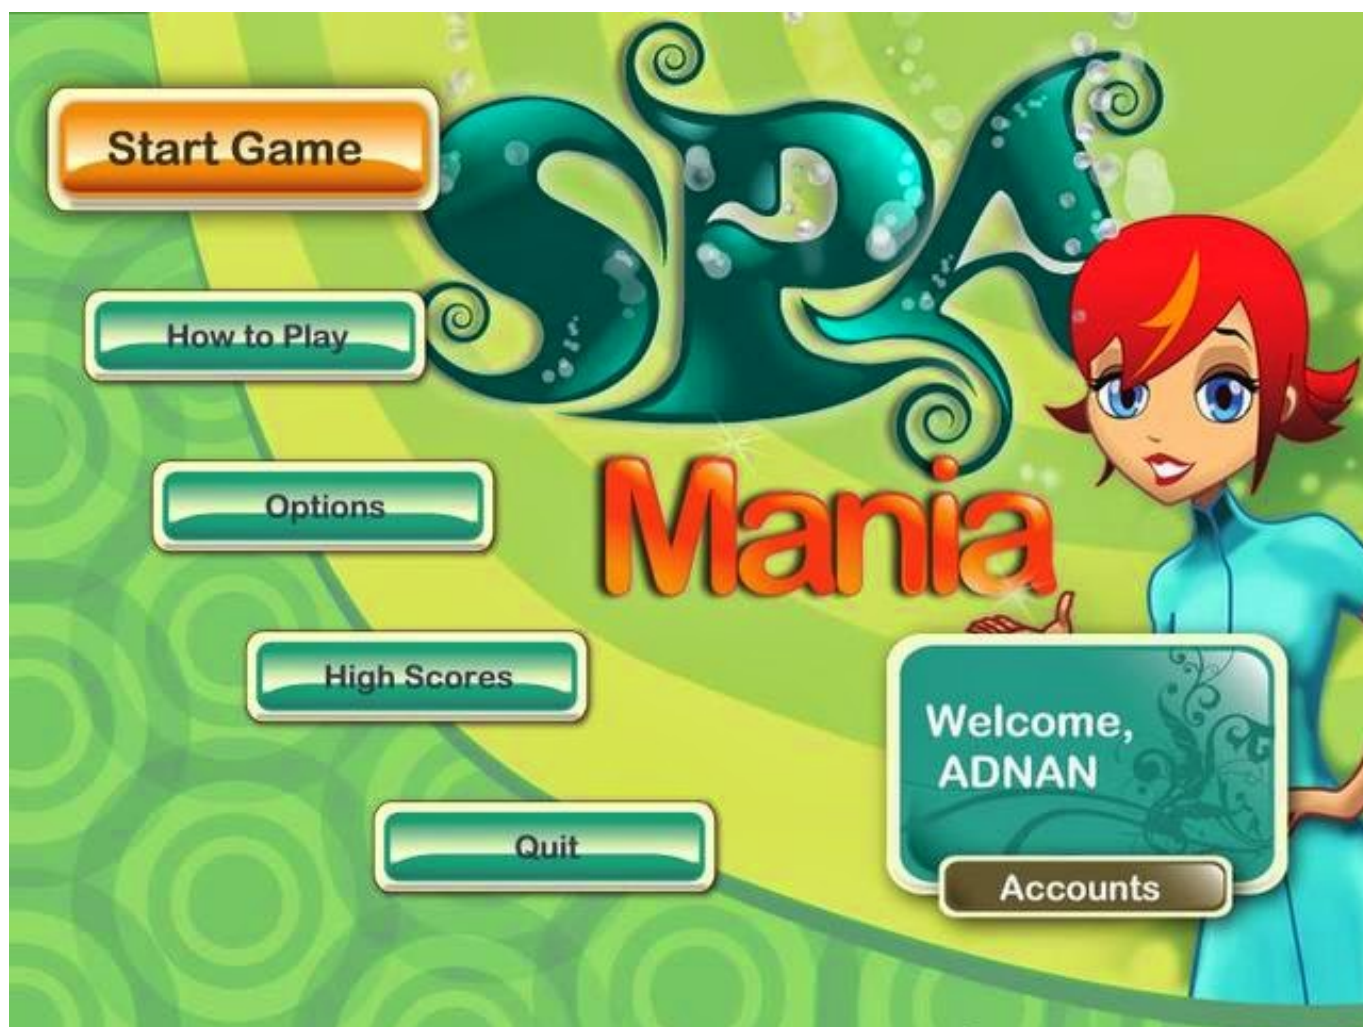 Start Game
SPA
Mania
How to Play
Options
High Scores
Quit
Welcome,
ADNAN
Accounts